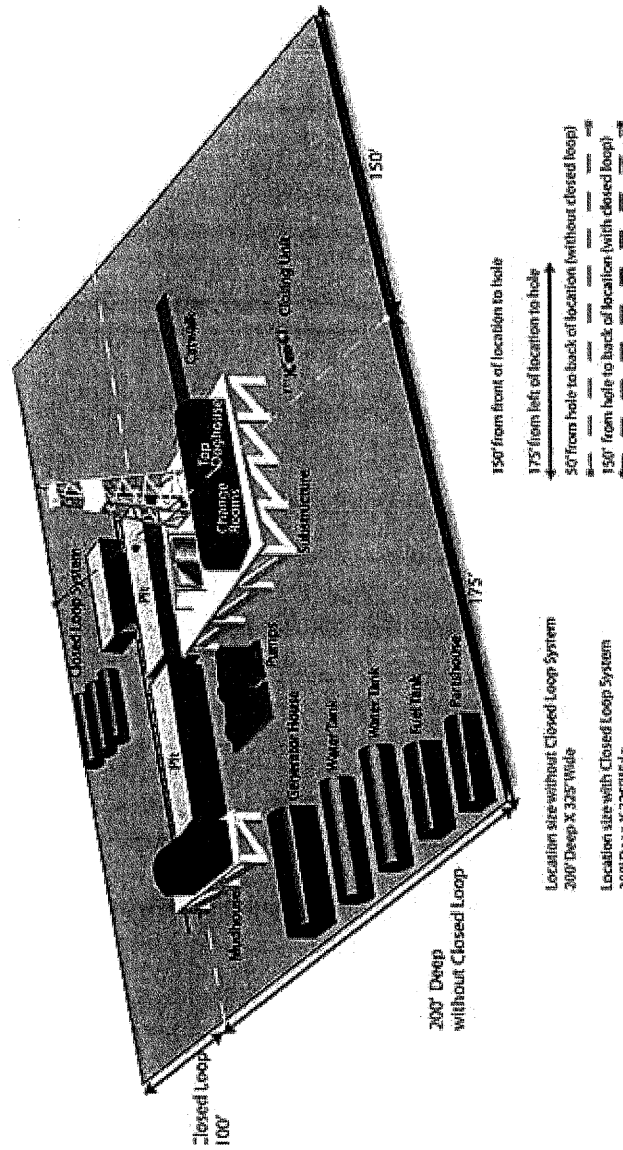 Closed Loop System
Pit
Pit
Catwalk
Top Doghouse
Change Rooms
Closing Unit
Substructure
Pumps
Mudhouse
Generator House
Water Tank
Water Tank
Fuel Tank
Partshouse
Closed Loop
100'
200' Deep
without Closed Loop
175'
150'
150' from front of location to hole
175' from left of location to hole
50' from hole to back of location (without closed loop)
150' from hole to back of location (with closed loop)
Location size without Closed Loop System
200' Deep X 325' Wide
Location size with Closed Loop System
Deep X 325' Wide